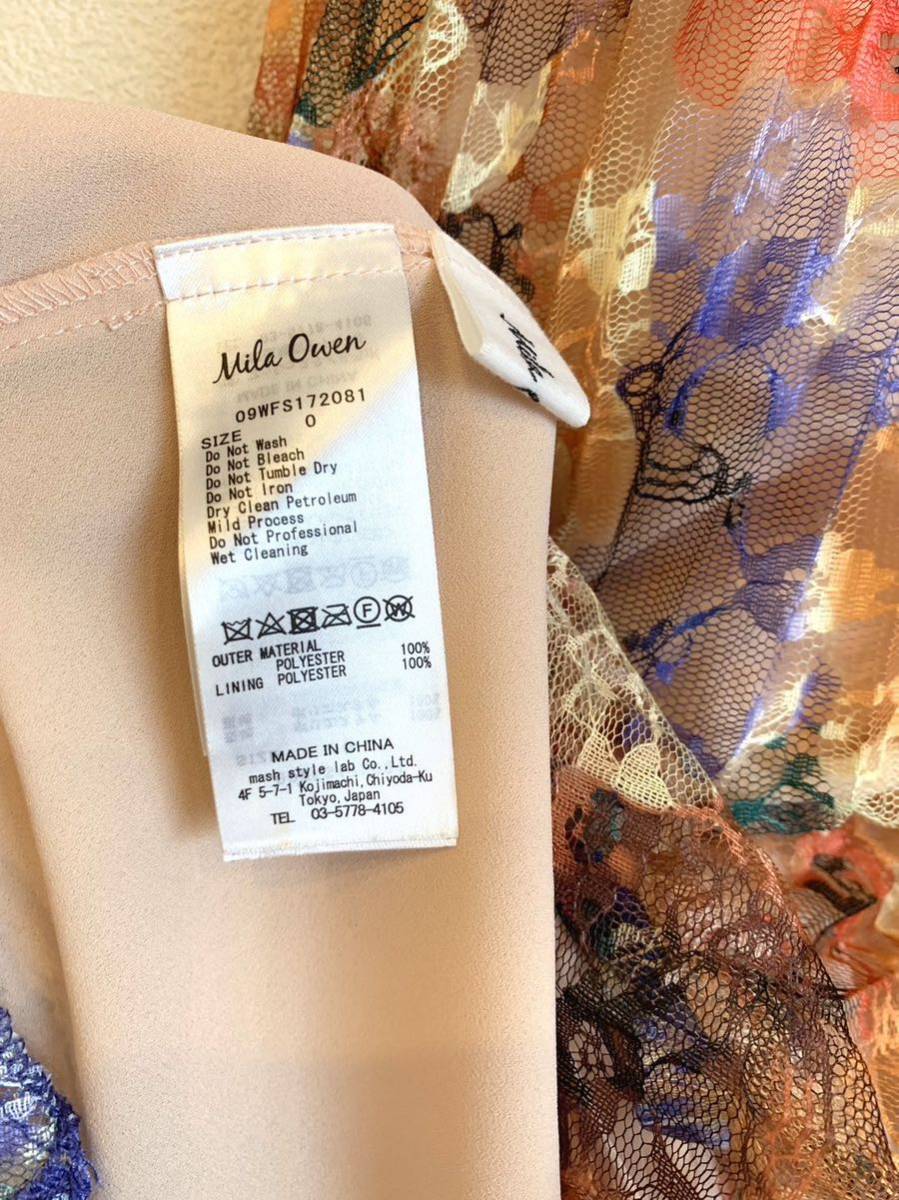 Mila Owen
09WFS172081
SIZE 0
Do Not Wash
Do Not Bleach
Do Not Tumble Dry
Do Not Iron
Dry Clean Petroleum
Mild Process
Do Not Professional
Wet Cleaning
F W
OUTER MATERIAL
POLYESTER 100%
LINING POLYESTER 100%
MADE IN CHINA
mash style lab Co.,Ltd.
4F 5-7-1 Kojimachi,Chiyoda-Ku
Tokyo,Japan
TEL 03-5778-4105